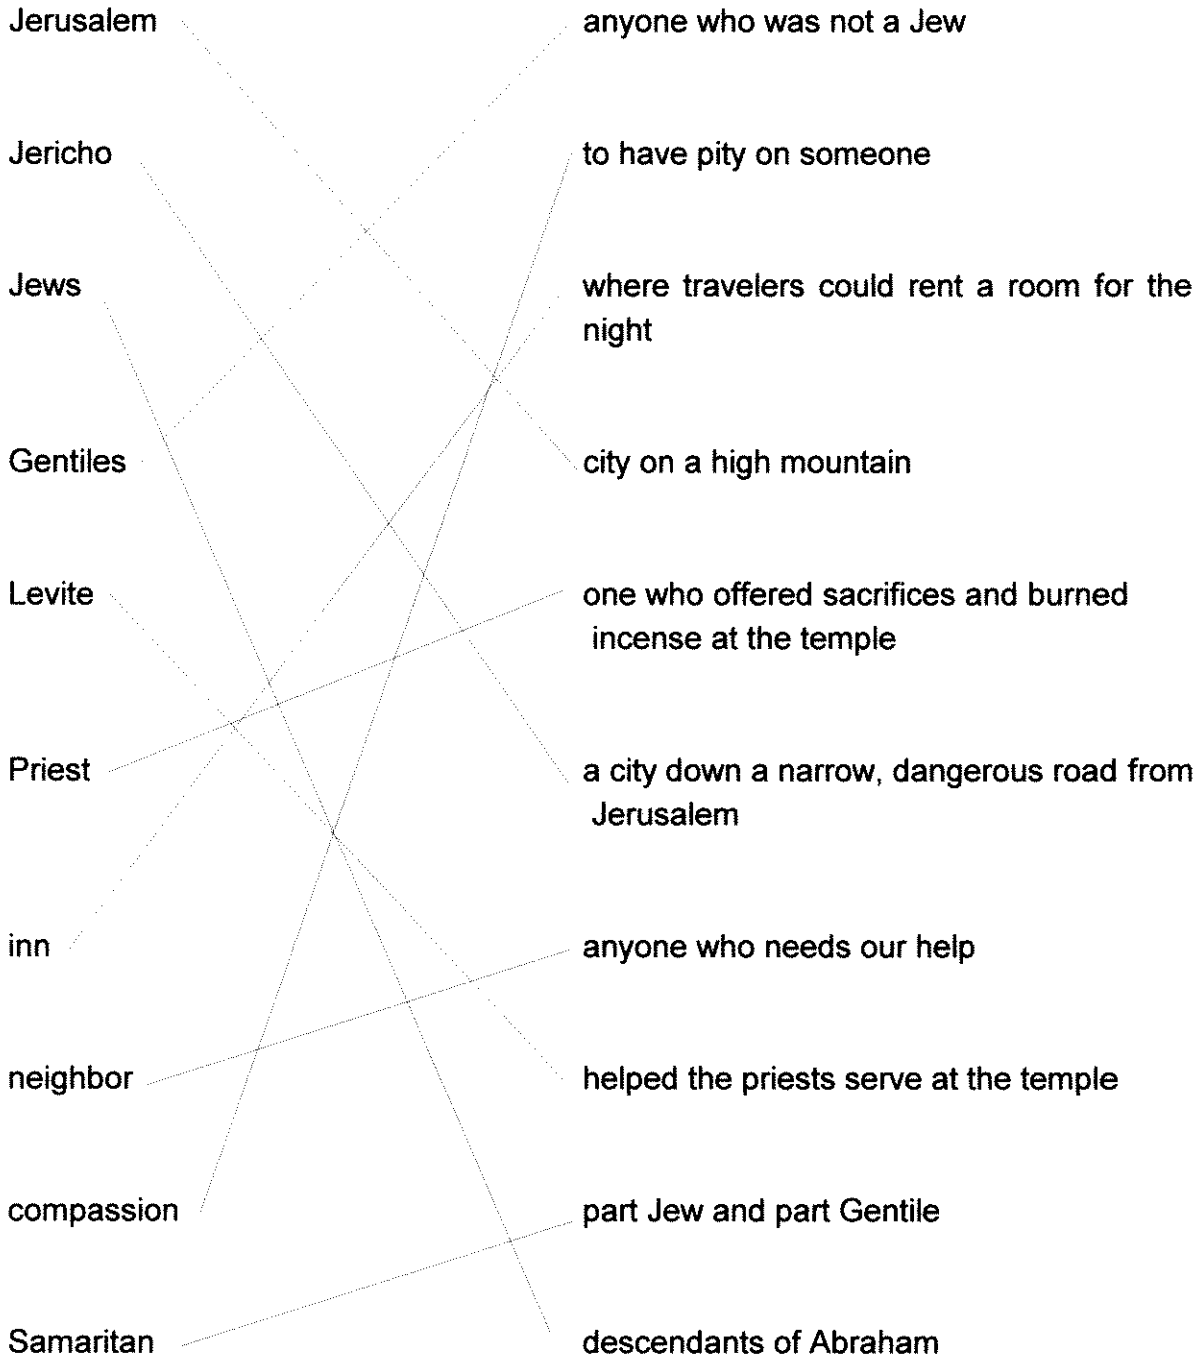 Jerusalem anyone who was not a Jew
Jericho to have pity on someone
Jews where travelers could rent a room for the
night
Gentiles city on a high mountain
Levite one who offered sacrifices and burned
incense at the temple
Priest a city down a narrow, dangerous road from
Jerusalem
inn anyone who needs our help
neighbor helped the priests serve at the temple
compassion part Jew and part Gentile
Samaritan descendants of Abraham